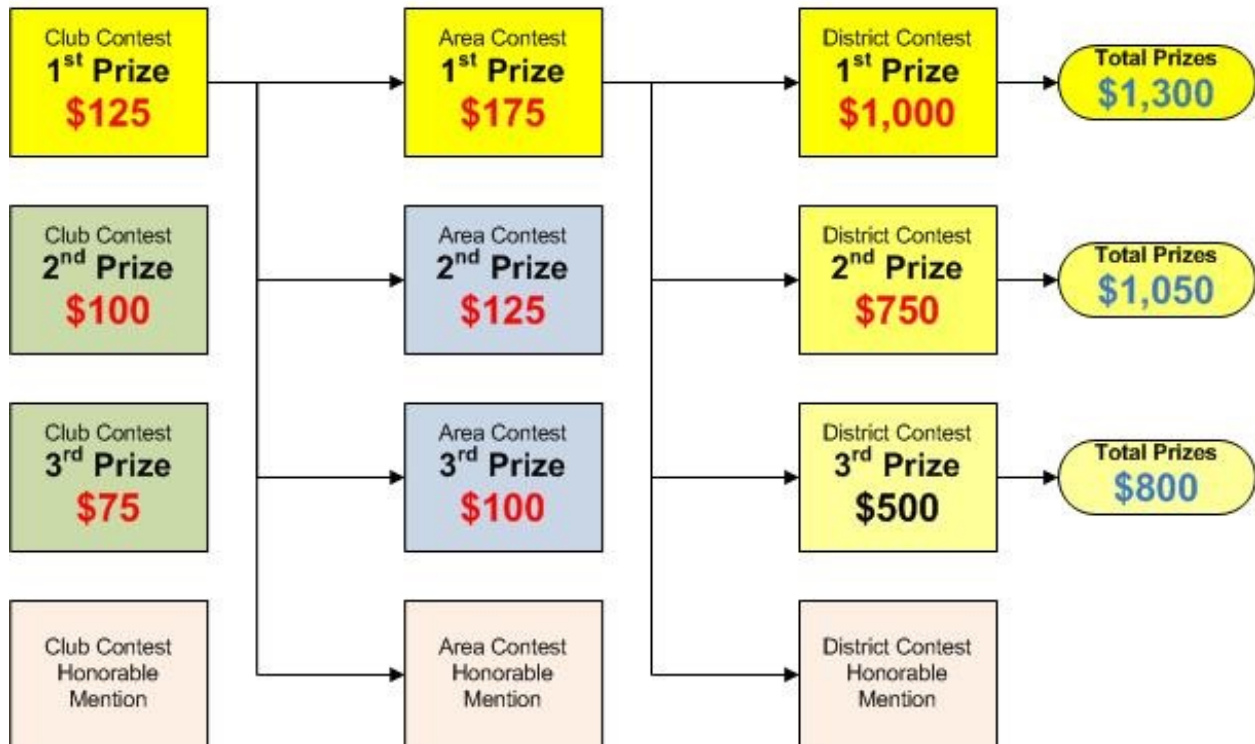 Club Contest
1st Prize
$125
Area Contest
1st Prize
$175
District Contest
1st Prize
$1,000
Total Prizes
$1,300
Club Contest
2nd Prize
$100
Area Contest
2nd Prize
$125
District Contest
2nd Prize
$750
Total Prizes
$1,050
Club Contest
3rd Prize
$75
Area Contest
3rd Prize
$100
District Contest
3rd Prize
$500
Total Prizes
$800
Club Contest
Honorable
Mention
Area Contest
Honorable
Mention
District Contest
Honorable
Mention